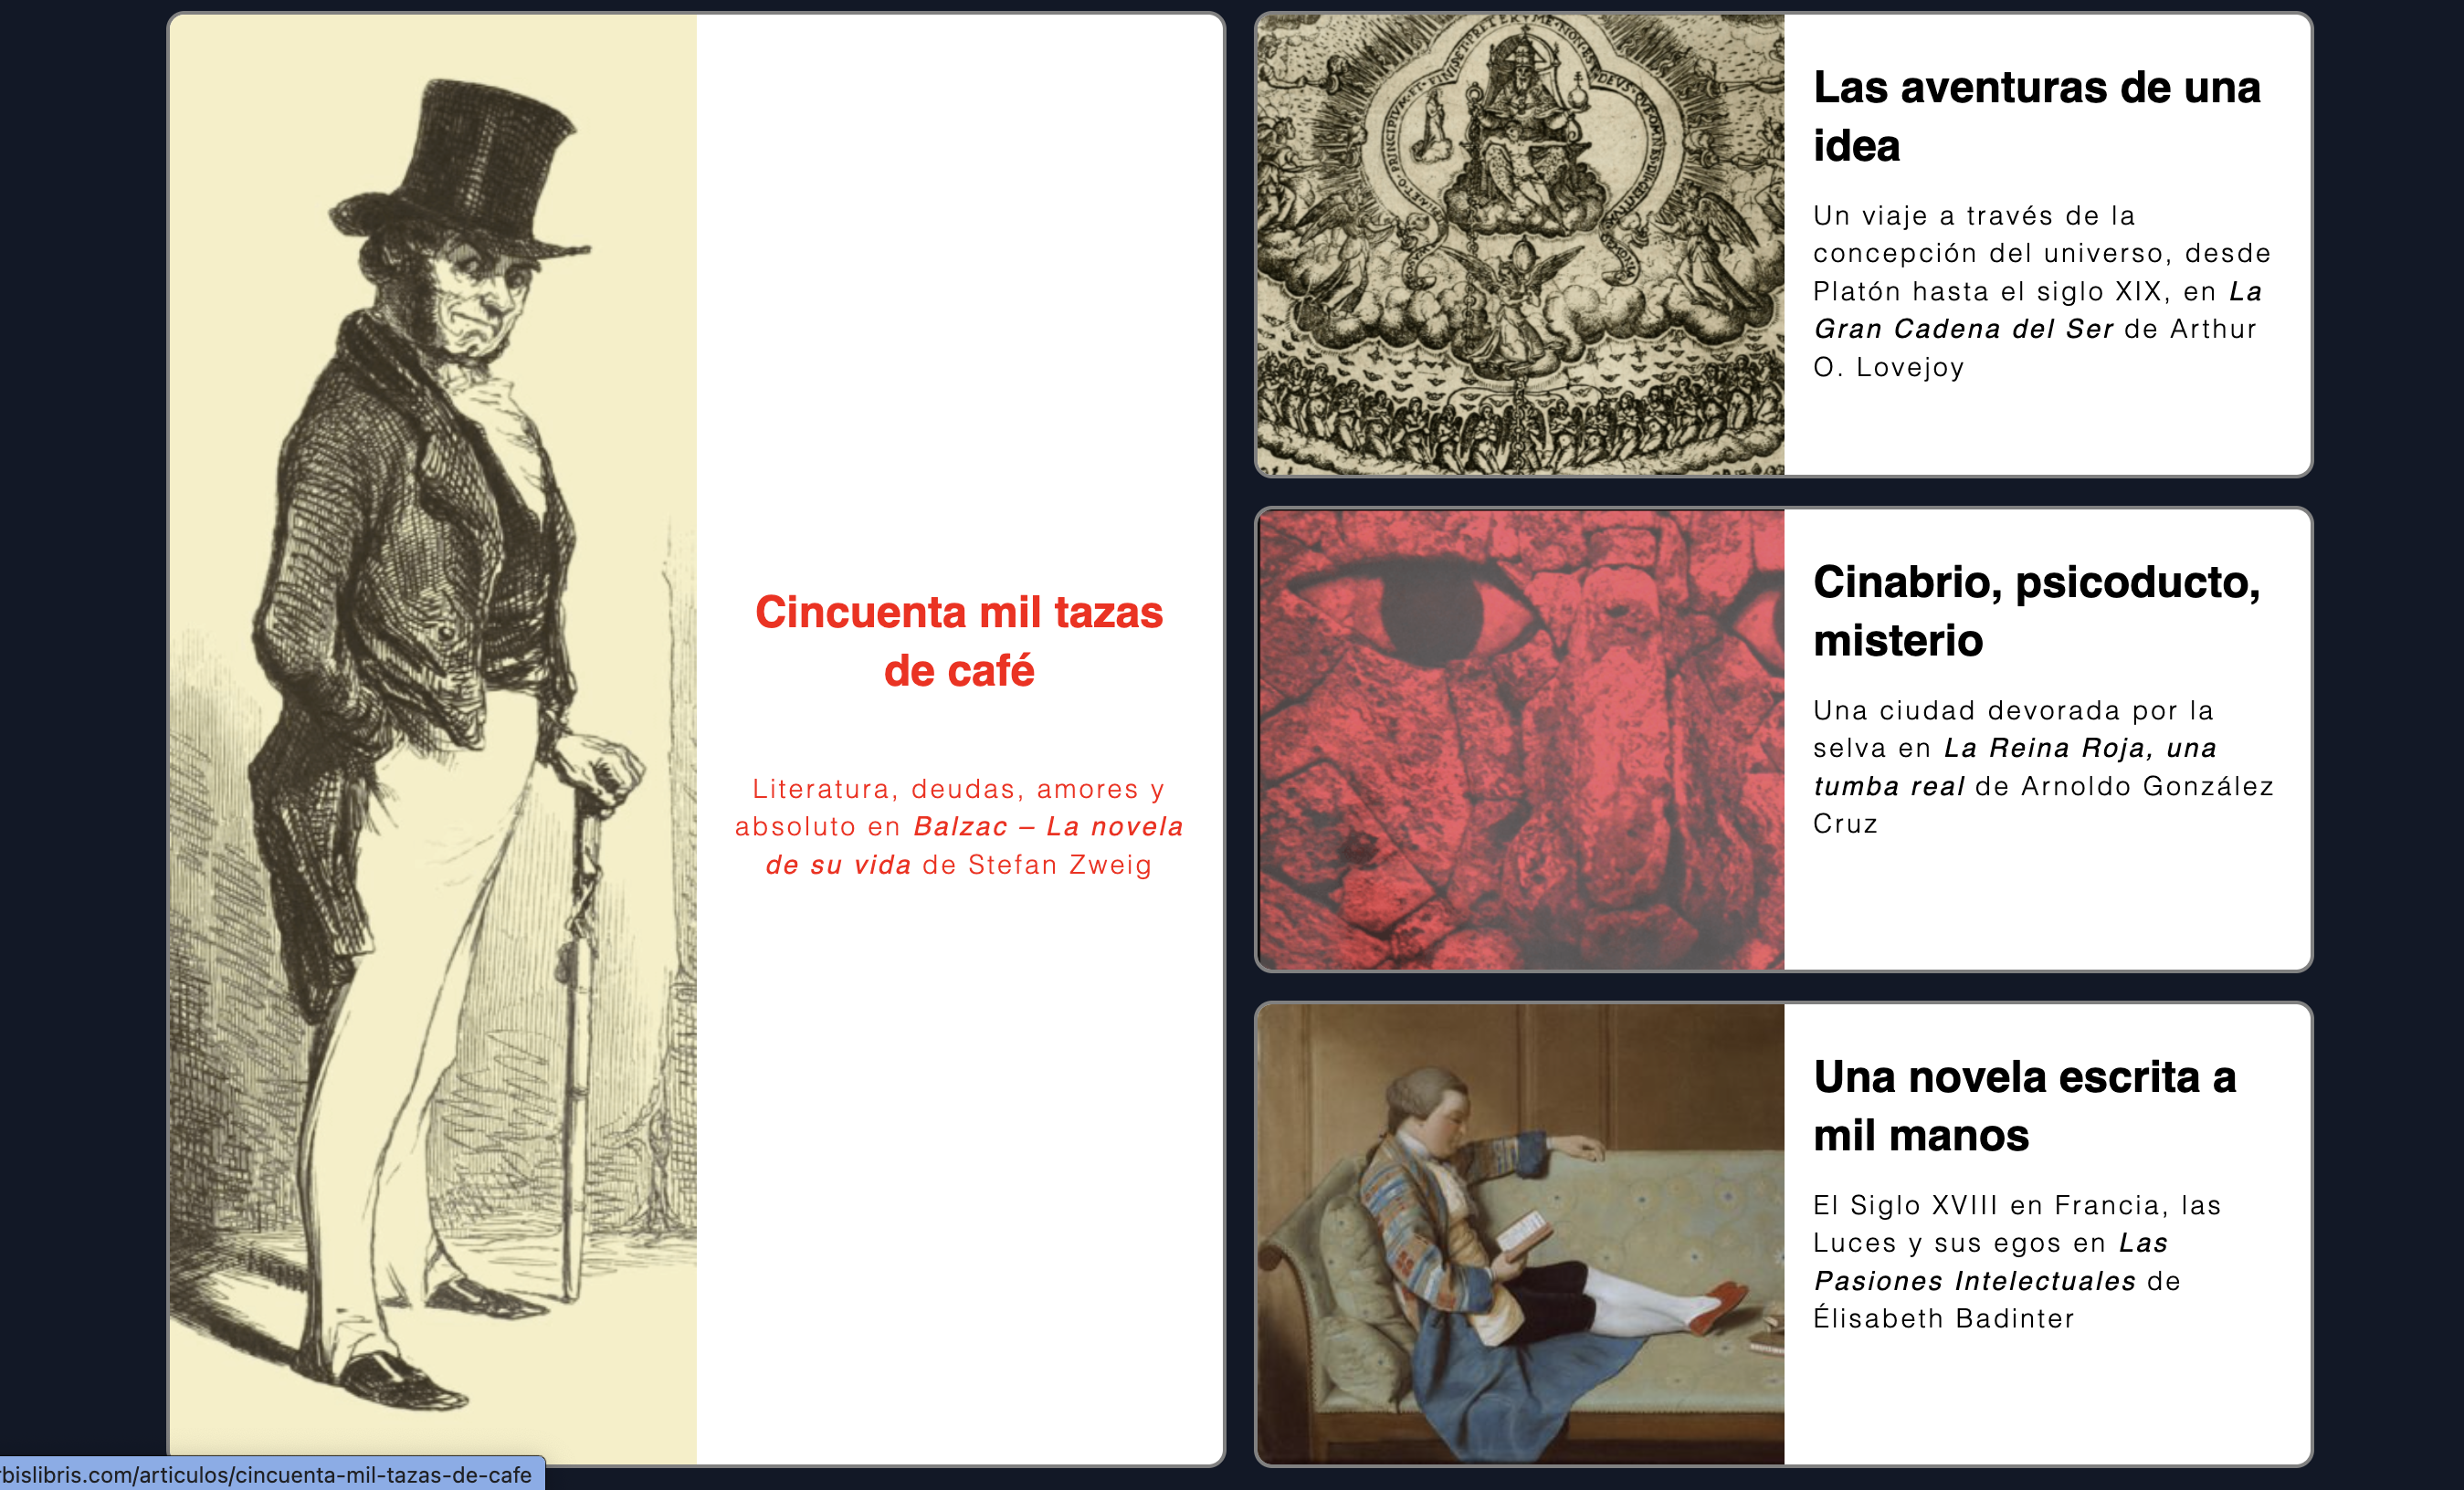 Cincuenta mil tazas
de café
Literatura, deudas, amores y
absoluto en Balzac – La novela
de su vida de Stefan Zweig
Las aventuras de una
idea
Un viaje a través de la
concepción del universo, desde
Platón hasta el siglo XIX, en La
Gran Cadena del Ser de Arthur
O. Lovejoy
Cinabrio, psicoducto,
misterio
Una ciudad devorada por la
selva en La Reina Roja, una
tumba real de Arnoldo González
Cruz
Una novela escrita a
mil manos
El Siglo XVIII en Francia, las
Luces y sus egos en Las
Pasiones Intelectuales de
Élisabeth Badinter
rbislibris.com/articulos/cincuenta-mil-tazas-de-cafe